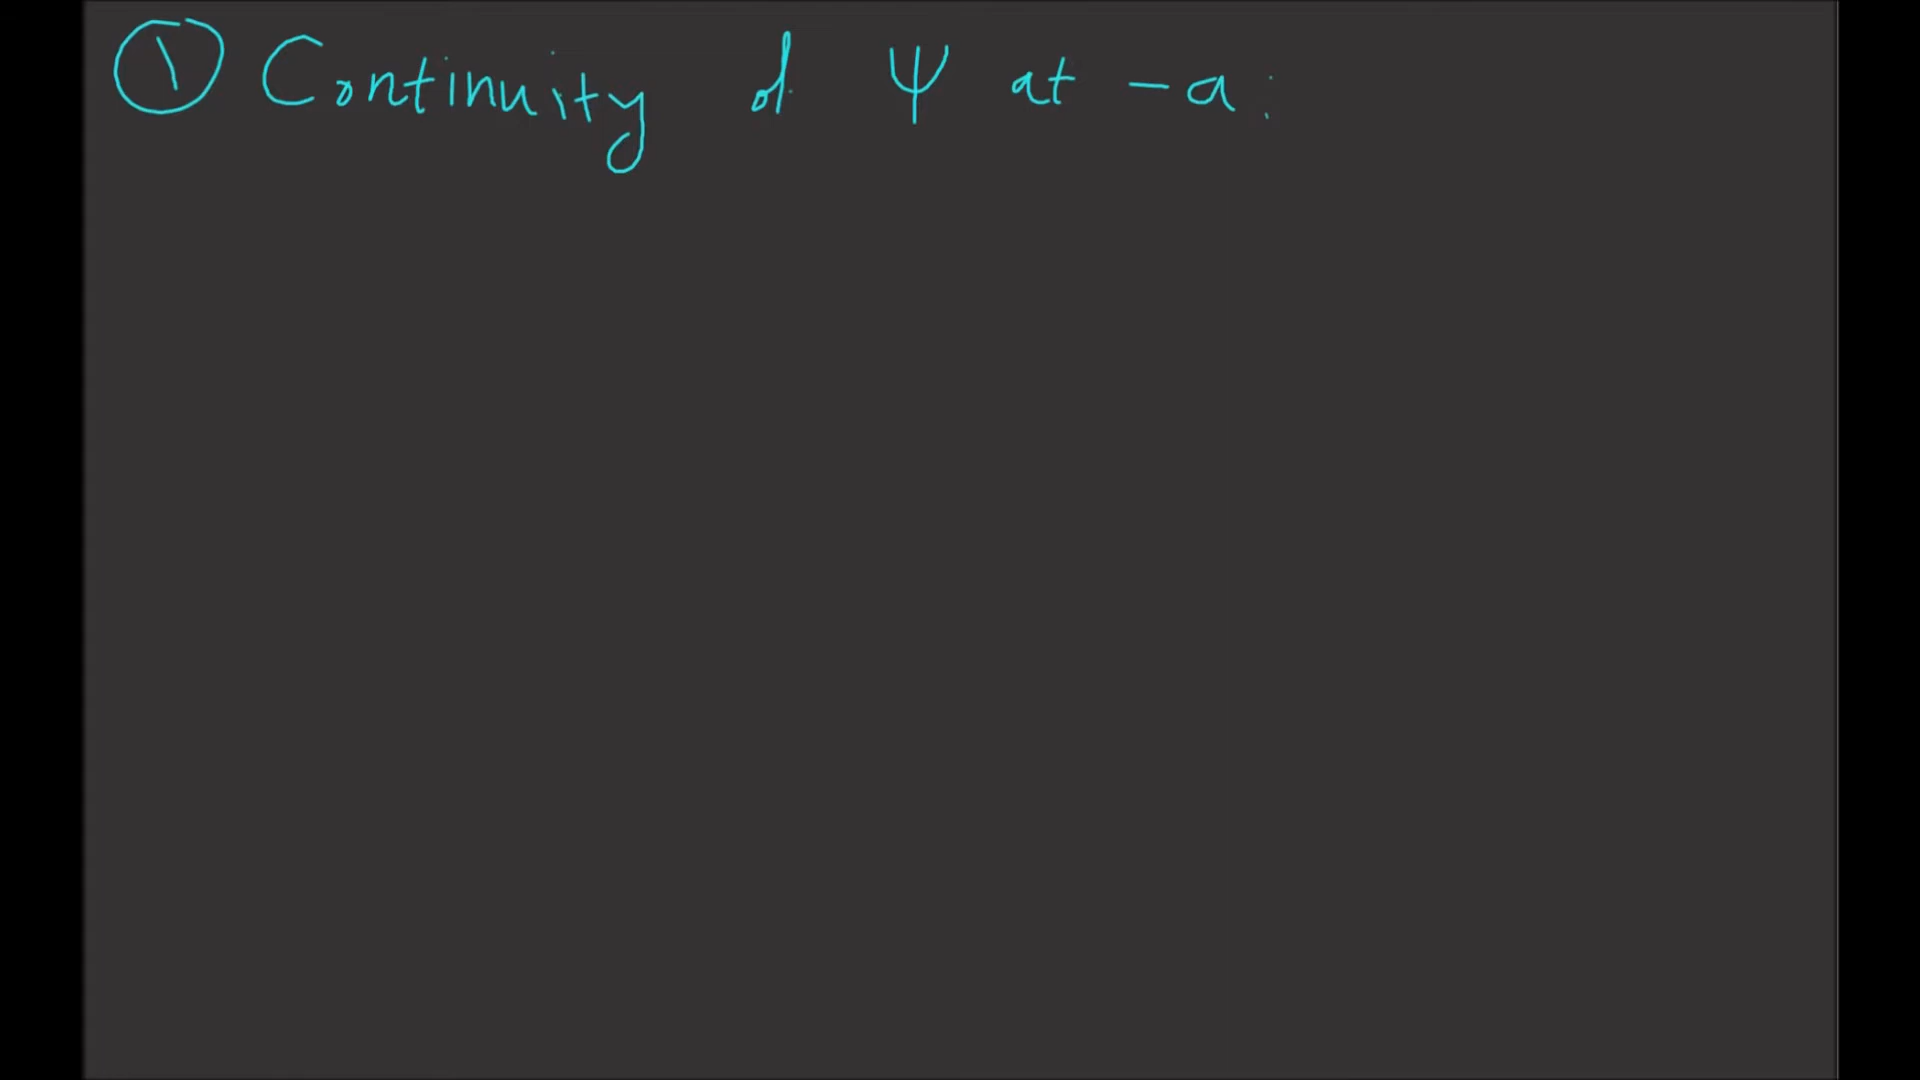 ① Continuity of Ψ at -a: